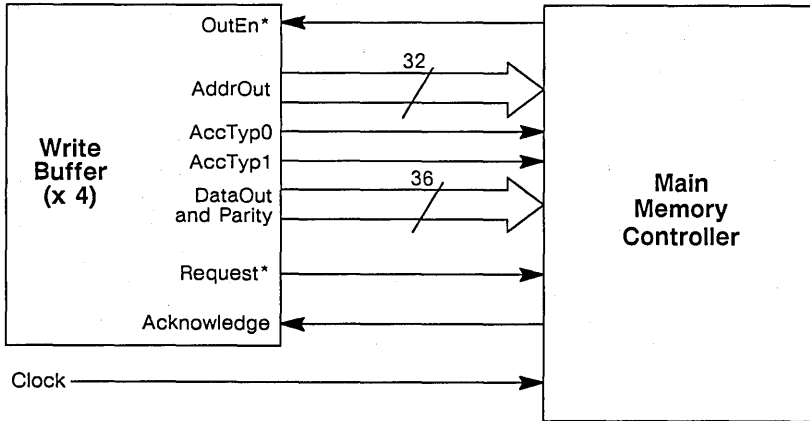 OutEn*
32
AddrOut
AccTyp0
Write
Buffer
(x 4)
AccTyp1
36
DataOut
and Parity
Main
Memory
Controller
Request*
Acknowledge
Clock